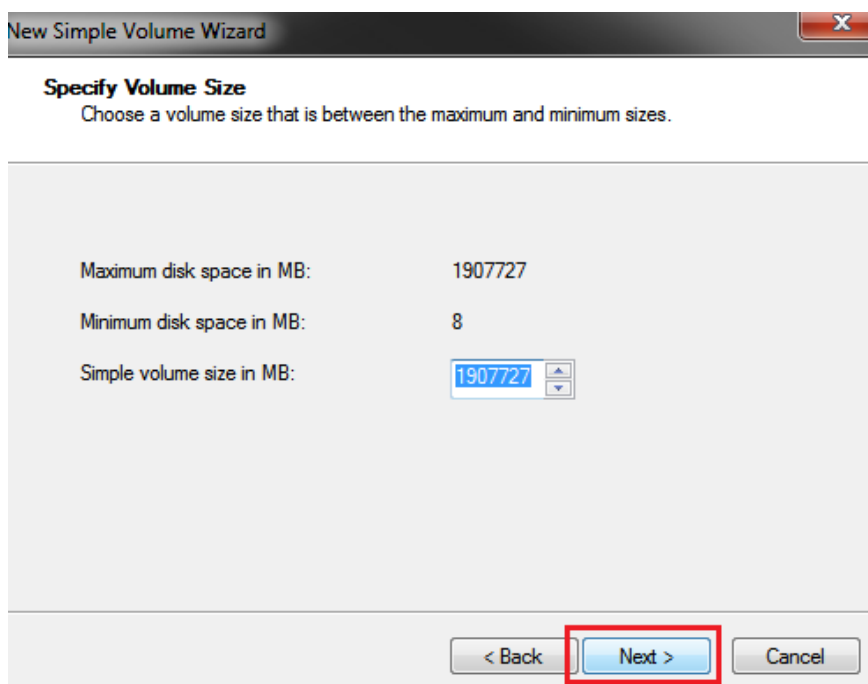 New Simple Volume Wizard
X
Specify Volume Size
Choose a volume size that is between the maximum and minimum sizes.
Maximum disk space in MB: 1907727
Minimum disk space in MB: 8
Simple volume size in MB: 1907727
< Back Next > Cancel